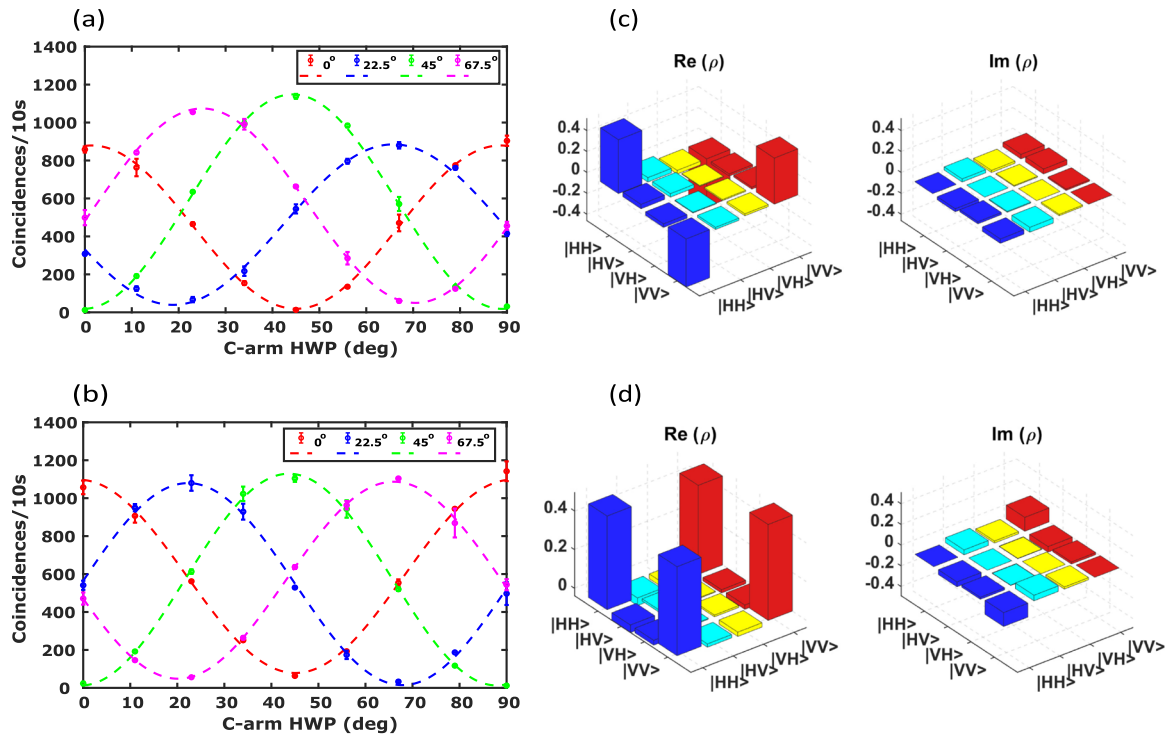 (a)
1400
1200
1000
800
600
400
200
0
Coincidences/10s
0° 22.5° 45° 67.5°
0 10 20 30 40 50 60 70 80 90
C-arm HWP (deg)
(c)
Re (ρ)
0.4
0.2
0
-0.2
-0.4
|HH>
|HV>
|VH>
|VV>
|HH>
|HV>
|VH>
|VV>
Im (ρ)
0.4
0.2
0
-0.2
-0.4
|HH>
|HV>
|VH>
|VV>
|HH>
|HV>
|VH>
|VV>
(b)
1400
1200
1000
800
600
400
200
0
Coincidences/10s
0° 22.5° 45° 67.5°
0 10 20 30 40 50 60 70 80 90
C-arm HWP (deg)
(d)
Re (ρ)
0.4
0.2
0
|HH>
|HV>
|VH>
|VV>
|HH>
|HV>
|VH>
|VV>
Im (ρ)
0.4
0.2
0
-0.2
-0.4
|HH>
|HV>
|VH>
|VV>
|HH>
|HV>
|VH>
|VV>